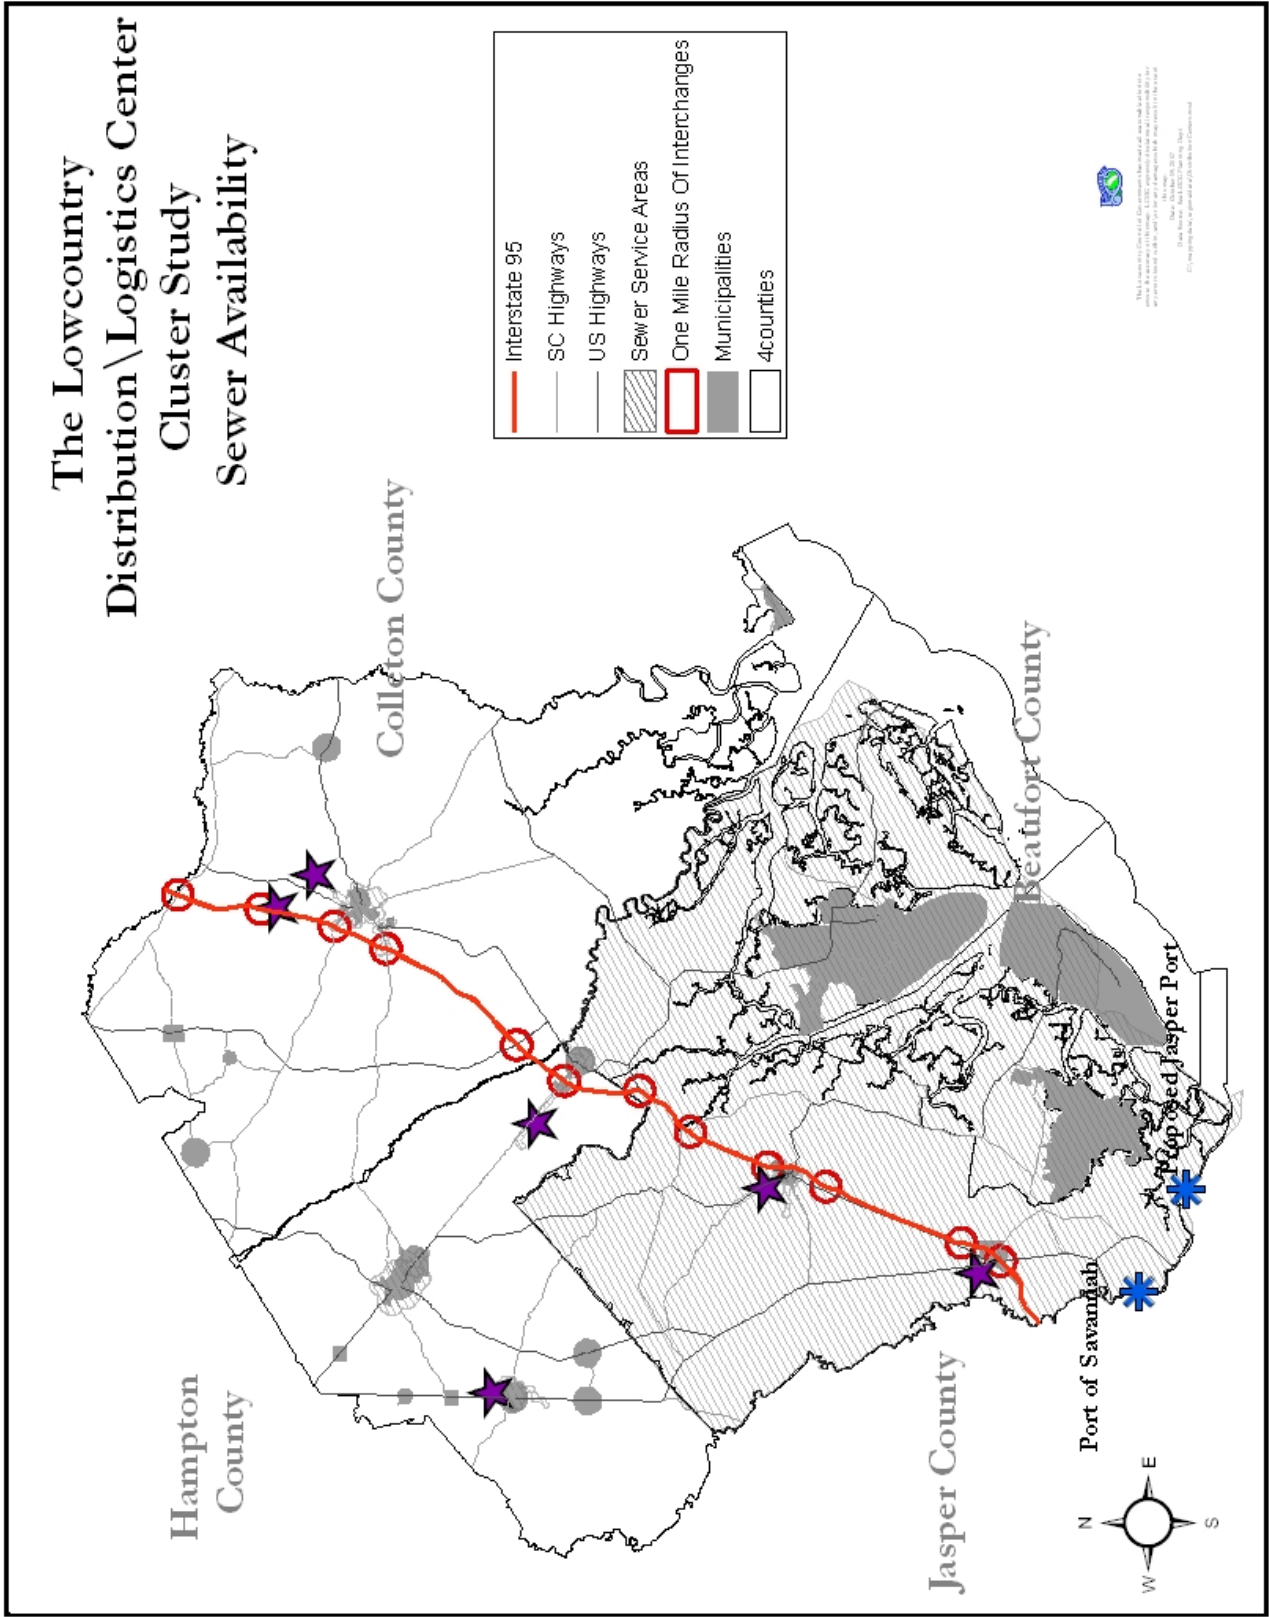 The Lowcountry
Distribution\Logistics Center
Cluster Study
Sewer Availability
Interstate 95
SC Highways
US Highways
Sewer Service Areas
One Mile Radius Of Interchanges
Municipalities
4counties
Colleton County
Beaufort County
Hampton
County
Jasper County
Proposed Jasper Port
Port of Savannah
N
W
E
S